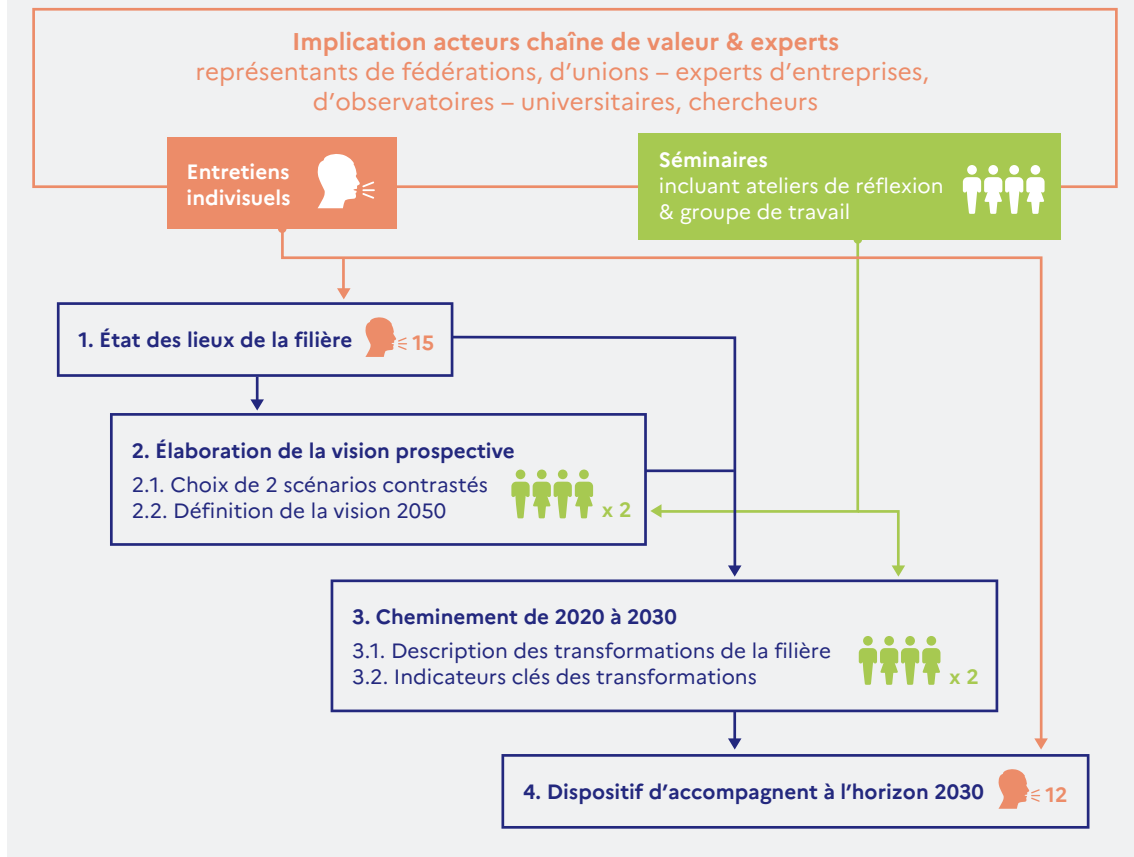 Implication acteurs chaîne de valeur & experts
représentants de fédérations, d'unions – experts d'entreprises,
d'observatoires – universitaires, chercheurs
Entretiens
indivisuels
Séminaires
incluant ateliers de réflexion
& groupe de travail
1. État des lieux de la filière
15
2. Élaboration de la vision prospective
2.1. Choix de 2 scénarios contrastés
2.2. Définition de la vision 2050
x 2
3. Cheminement de 2020 à 2030
3.1. Description des transformations de la filière
3.2. Indicateurs clés des transformations
x 2
4. Dispositif d'accompagnent à l'horizon 2030
12